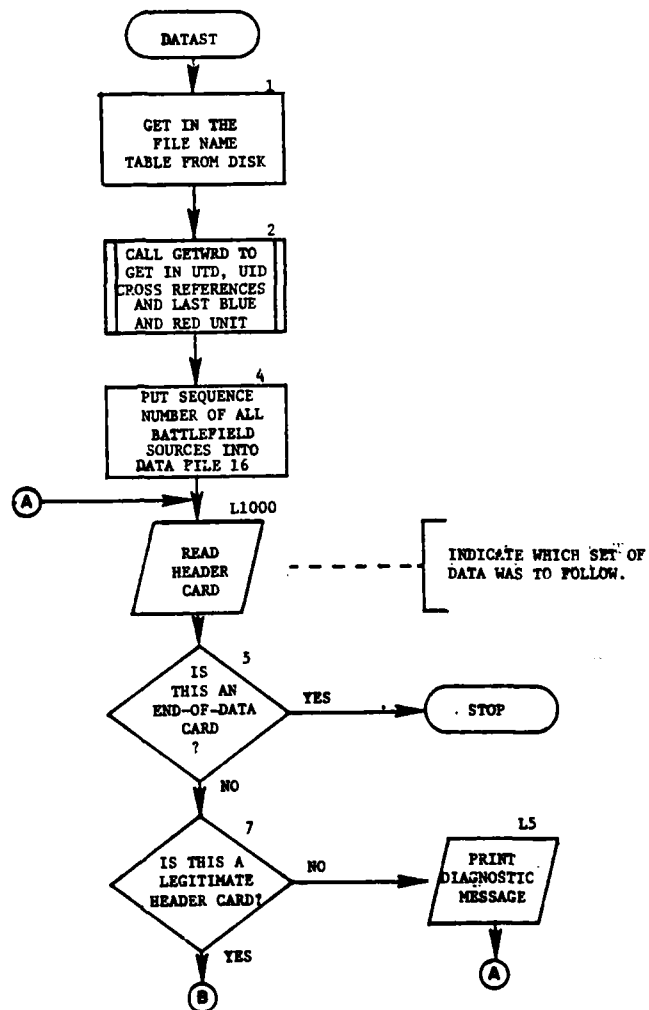 DATAST
1
GET IN THE
FILE NAME
TABLE FROM DISK
2
CALL GETWRD TO
GET IN UTD, UID
CROSS REFERENCES
AND LAST BLUE
AND RED UNIT
4
PUT SEQUENCE
NUMBER OF ALL
BATTLEFIELD
SOURCES INTO
DATA FILE 16
A
L1000
READ
HEADER
CARD
INDICATE WHICH SET OF
DATA WAS TO FOLLOW.
5
IS
THIS AN
END-OF-DATA
CARD
?
YES
STOP
NO
7
IS THIS A
LEGITIMATE
HEADER CARD?
NO
L5
PRINT
DIAGNOSTIC
MESSAGE
YES
A
B